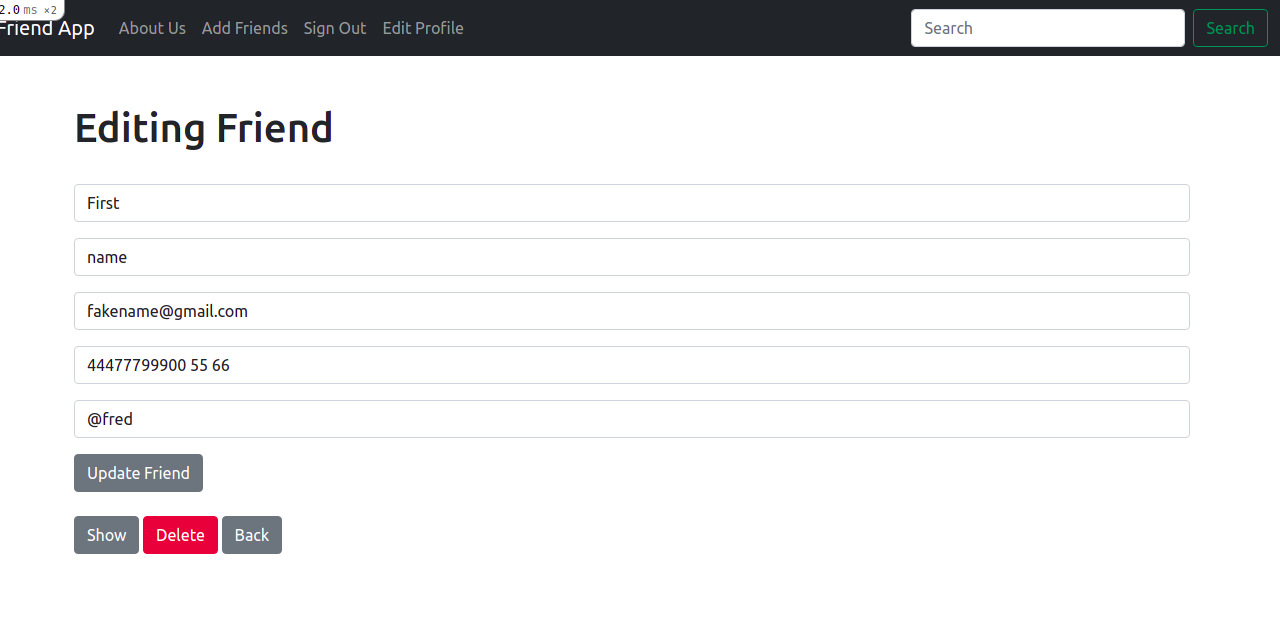 2.0 ms ×2
Friend App About Us Add Friends Sign Out Edit Profile Search Search
Editing Friend
First
name
fakename@gmail.com
44477799900 55 66
@fred
Update Friend
Show Delete Back